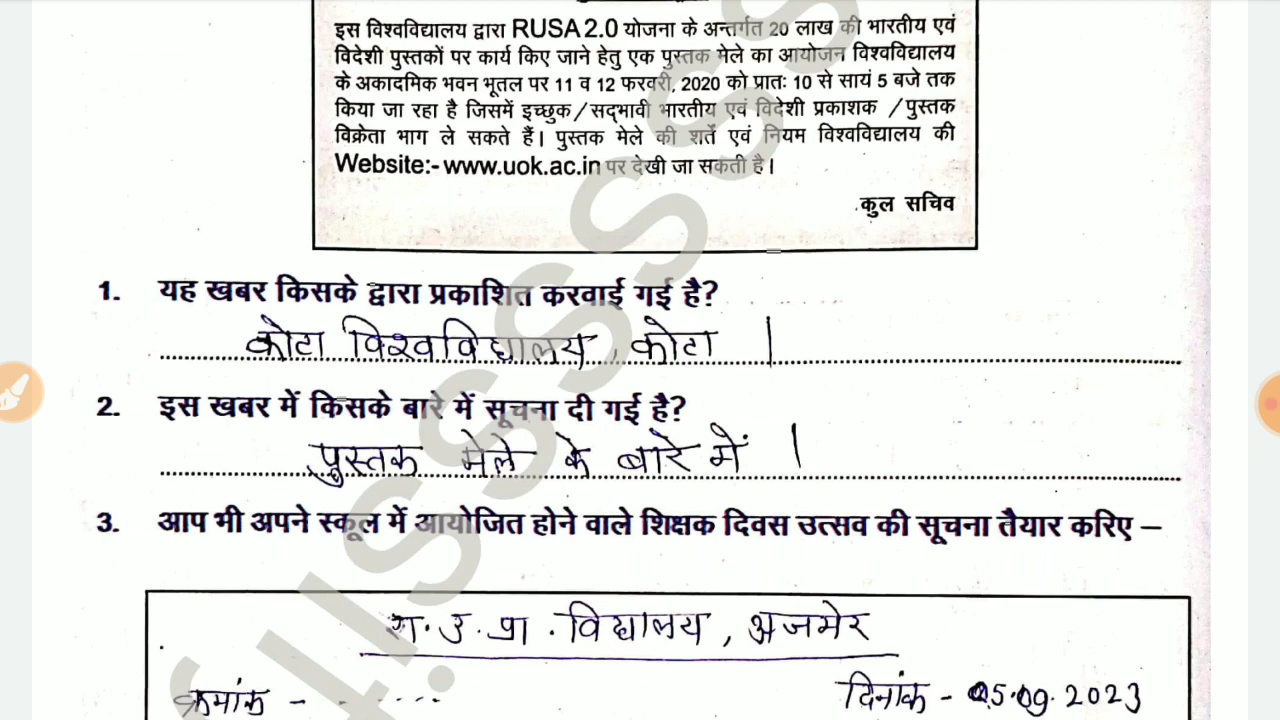 इस विश्वविद्यालय द्वारा RUSA 2.0 योजना के अन्तर्गत 20 लाख की भारतीय एवं
विदेशी पुस्तकों पर कार्य किए जाने हेतु एक पुस्तक मेले का आयोजन विश्वविद्यालय
के अकादमिक भवन भूतल पर 11 व 12 फरवरी, 2020 को प्रातः 10 से सायं 5 बजे तक
किया जा रहा है जिसमें इच्छुक/सद्भावी भारतीय एवं विदेशी प्रकाशक /पुस्तक
विक्रेता भाग ले सकते हैं। पुस्तक मेले की शर्तें एवं नियम विश्वविद्यालय की
Website:- www.uok.ac.in पर देखी जा सकती है।
कुल सचिव
1. यह खबर किसके द्वारा प्रकाशित करवाई गई है?
कोटा विश्वविद्यालय, कोटा |
2. इस खबर में किसके बारे में सूचना दी गई है?
पुस्तक मेले के बारे में |
3. आप भी अपने स्कूल में आयोजित होने वाले शिक्षक दिवस उत्सव की सूचना तैयार करिए –
रा. उ. प्रा. विद्यालय, अजमेर
क्रमांक - ...... दिनांक - 05.09.2023